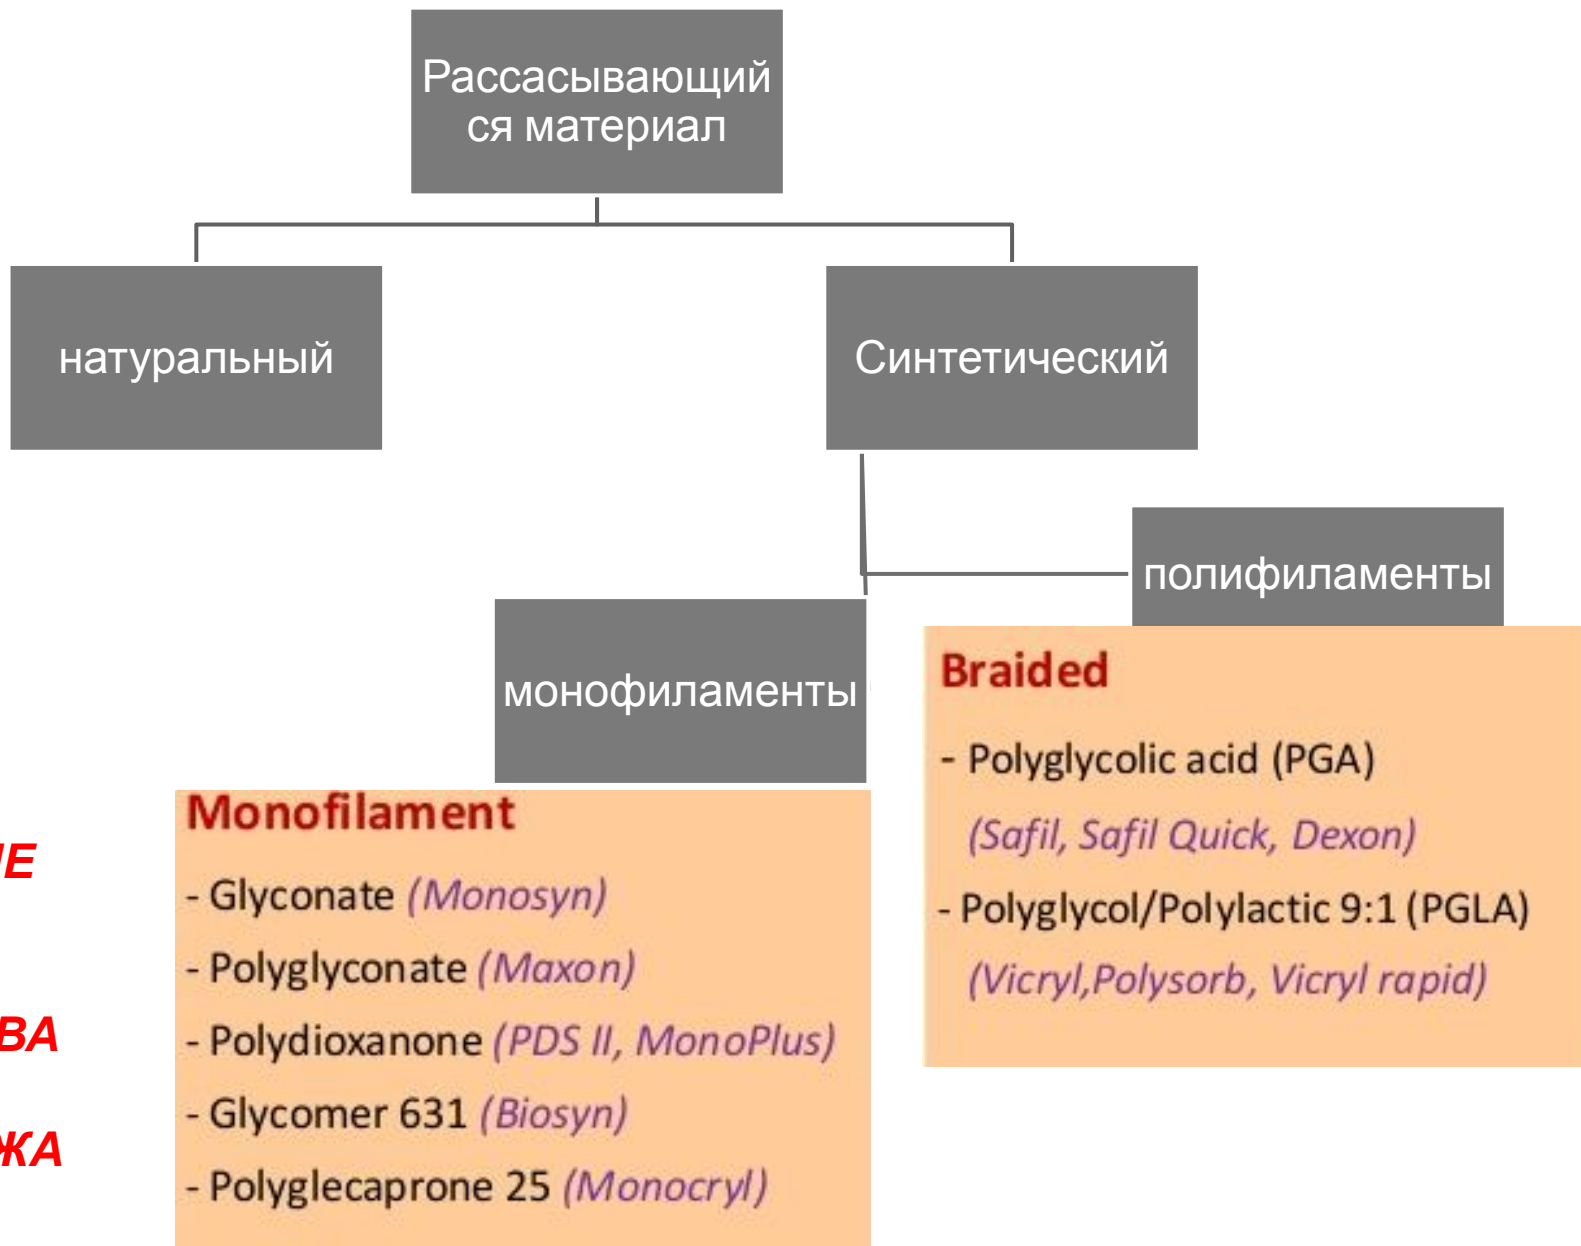 Рассасывающий
ся материал
натуральный
Синтетический
полифиламенты
монофиламенты
Braided
- Polyglycolic acid (PGA)
(Safil, Safil Quick, Dexon)
- Polyglycol/Polylactic 9:1 (PGLA)
(Vicryl,Polysorb, Vicryl rapid)
Monofilament
- Glyconate (Monosyn)
- Polyglyconate (Maxon)
- Polydioxanone (PDS II, MonoPlus)
- Glycomer 631 (Biosyn)
- Polyglecaprone 25 (Monocryl)